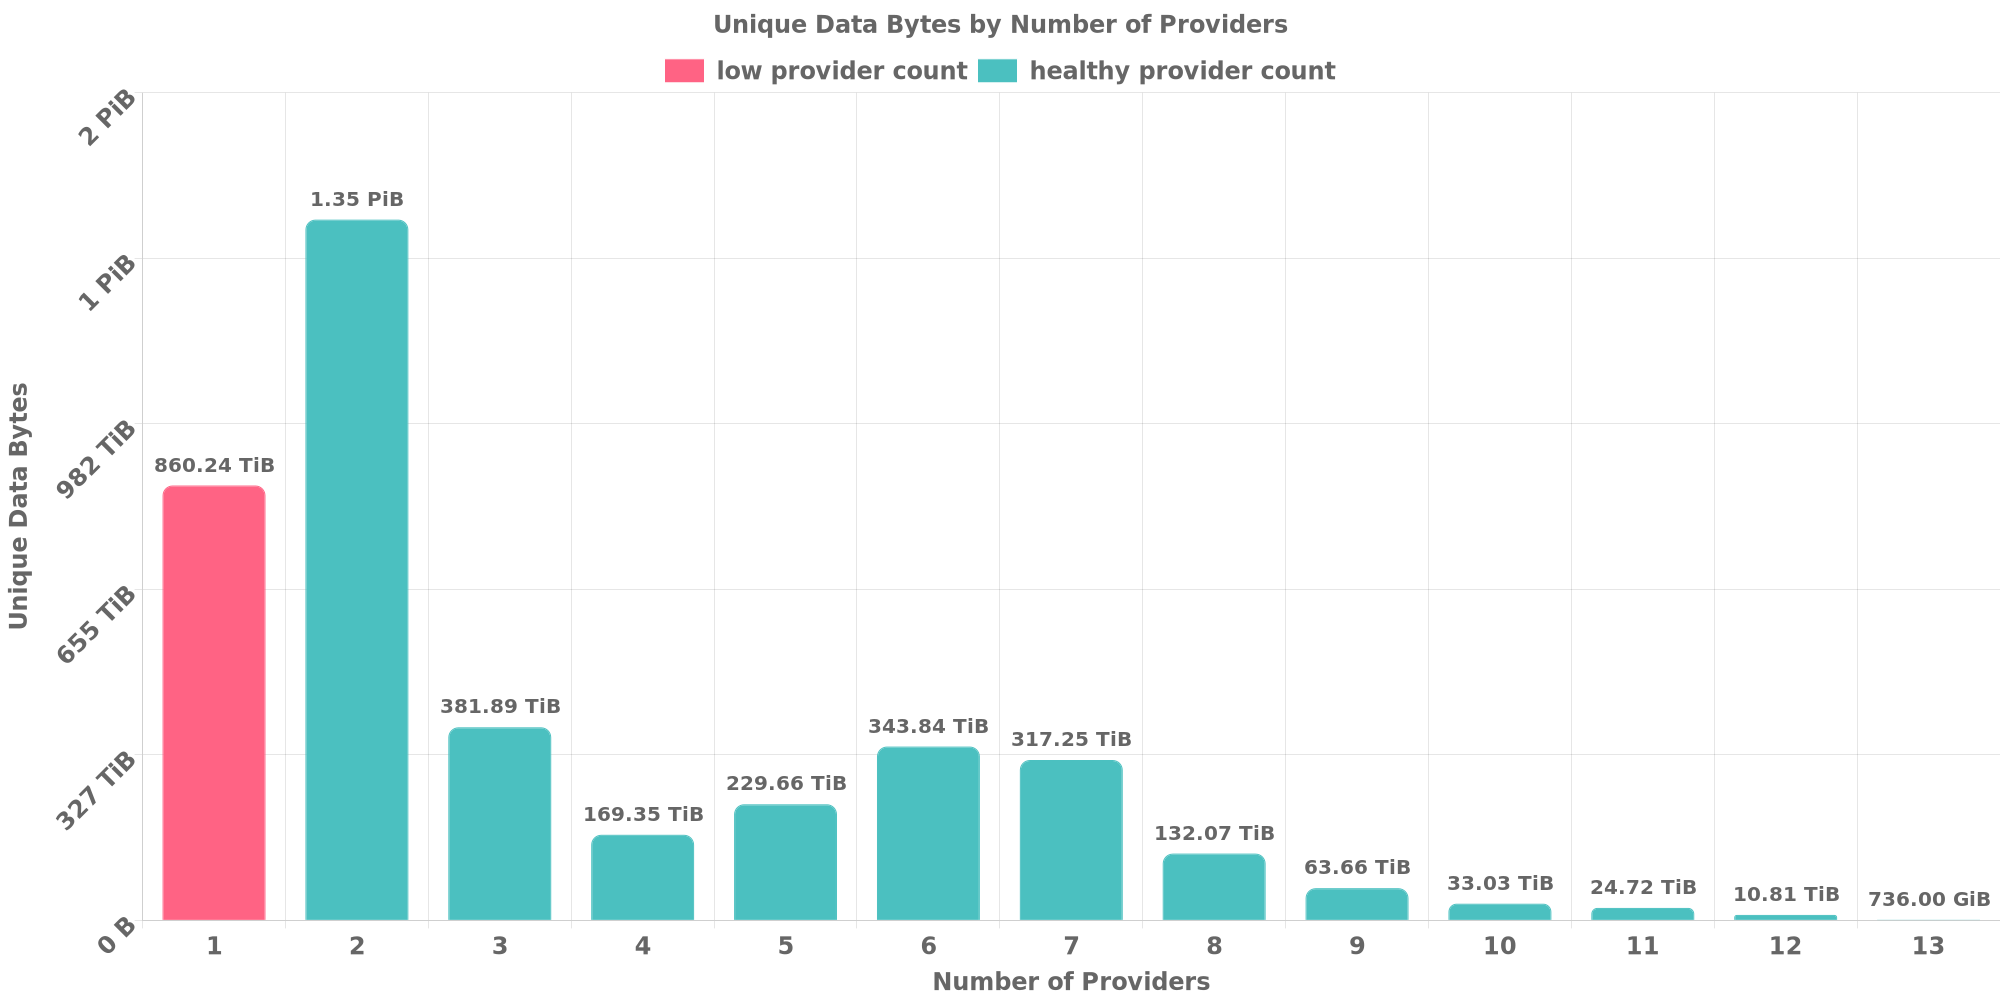 Unique Data Bytes by Number of Providers
low provider count healthy provider count
2 PiB
1 PiB
982 TiB
655 TiB
327 TiB
0 B
Unique Data Bytes
860.24 TiB
1.35 PiB
381.89 TiB
169.35 TiB
229.66 TiB
343.84 TiB
317.25 TiB
132.07 TiB
63.66 TiB
33.03 TiB
24.72 TiB
10.81 TiB
736.00 GiB
1 2 3 4 5 6 7 8 9 10 11 12 13
Number of Providers